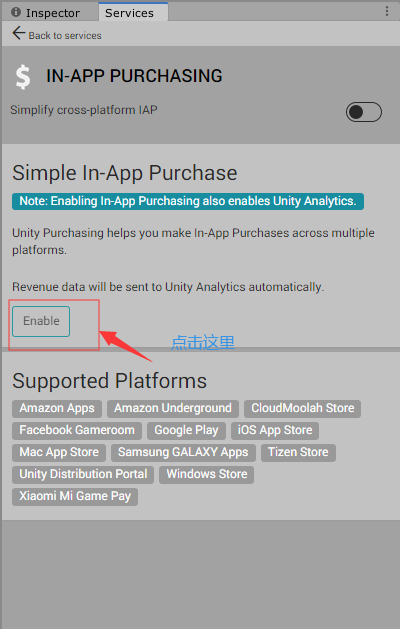 Inspector
Services
Back to services
$ IN-APP PURCHASING
Simplify cross-platform IAP
Simple In-App Purchase
Note: Enabling In-App Purchasing also enables Unity Analytics.
Unity Purchasing helps you make In-App Purchases across multiple
platforms.
Revenue data will be sent to Unity Analytics automatically.
Enable
点击这里
Supported Platforms
Amazon Apps Amazon Underground CloudMoolah Store
Facebook Gameroom Google Play iOS App Store
Mac App Store Samsung GALAXY Apps Tizen Store
Unity Distribution Portal Windows Store
Xiaomi Mi Game Pay